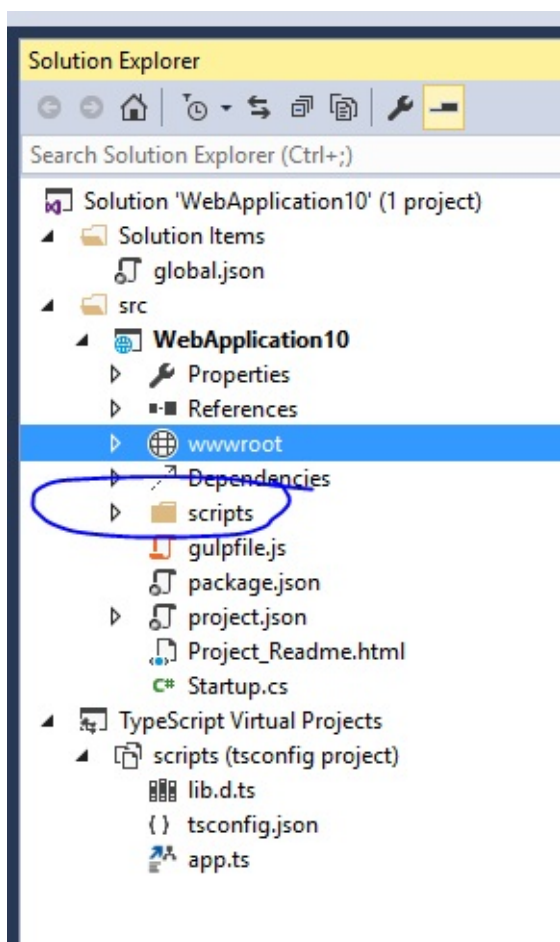 Solution Explorer
Search Solution Explorer (Ctrl+;)
Solution 'WebApplication10' (1 project)
Solution Items
global.json
src
WebApplication10
Properties
References
wwwroot
Dependencies
scripts
gulpfile.js
package.json
project.json
Project_Readme.html
C# Startup.cs
TypeScript Virtual Projects
scripts (tsconfig project)
lib.d.ts
{ } tsconfig.json
app.ts